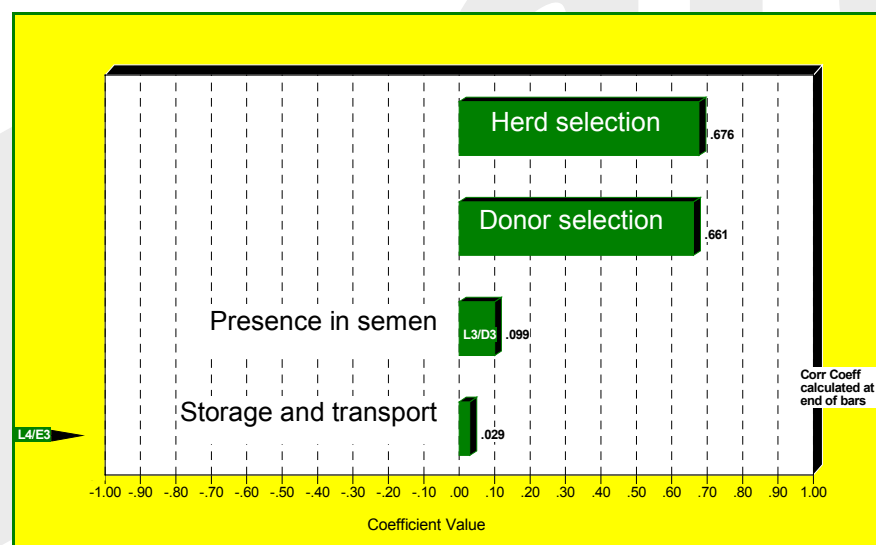 Herd selection
.676
Donor selection
.661
Presence in semen
L3/D3
.099
Corr Coeff
calculated at
end of bars
Storage and transport
L4/E3
.029
-1.00 -.90 -.80 -.70 -.60 -.50 -.40 -.30 -.20 -.10 .00 .10 .20 .30 .40 .50 .60 .70 .80 .90 1.00
Coefficient Value